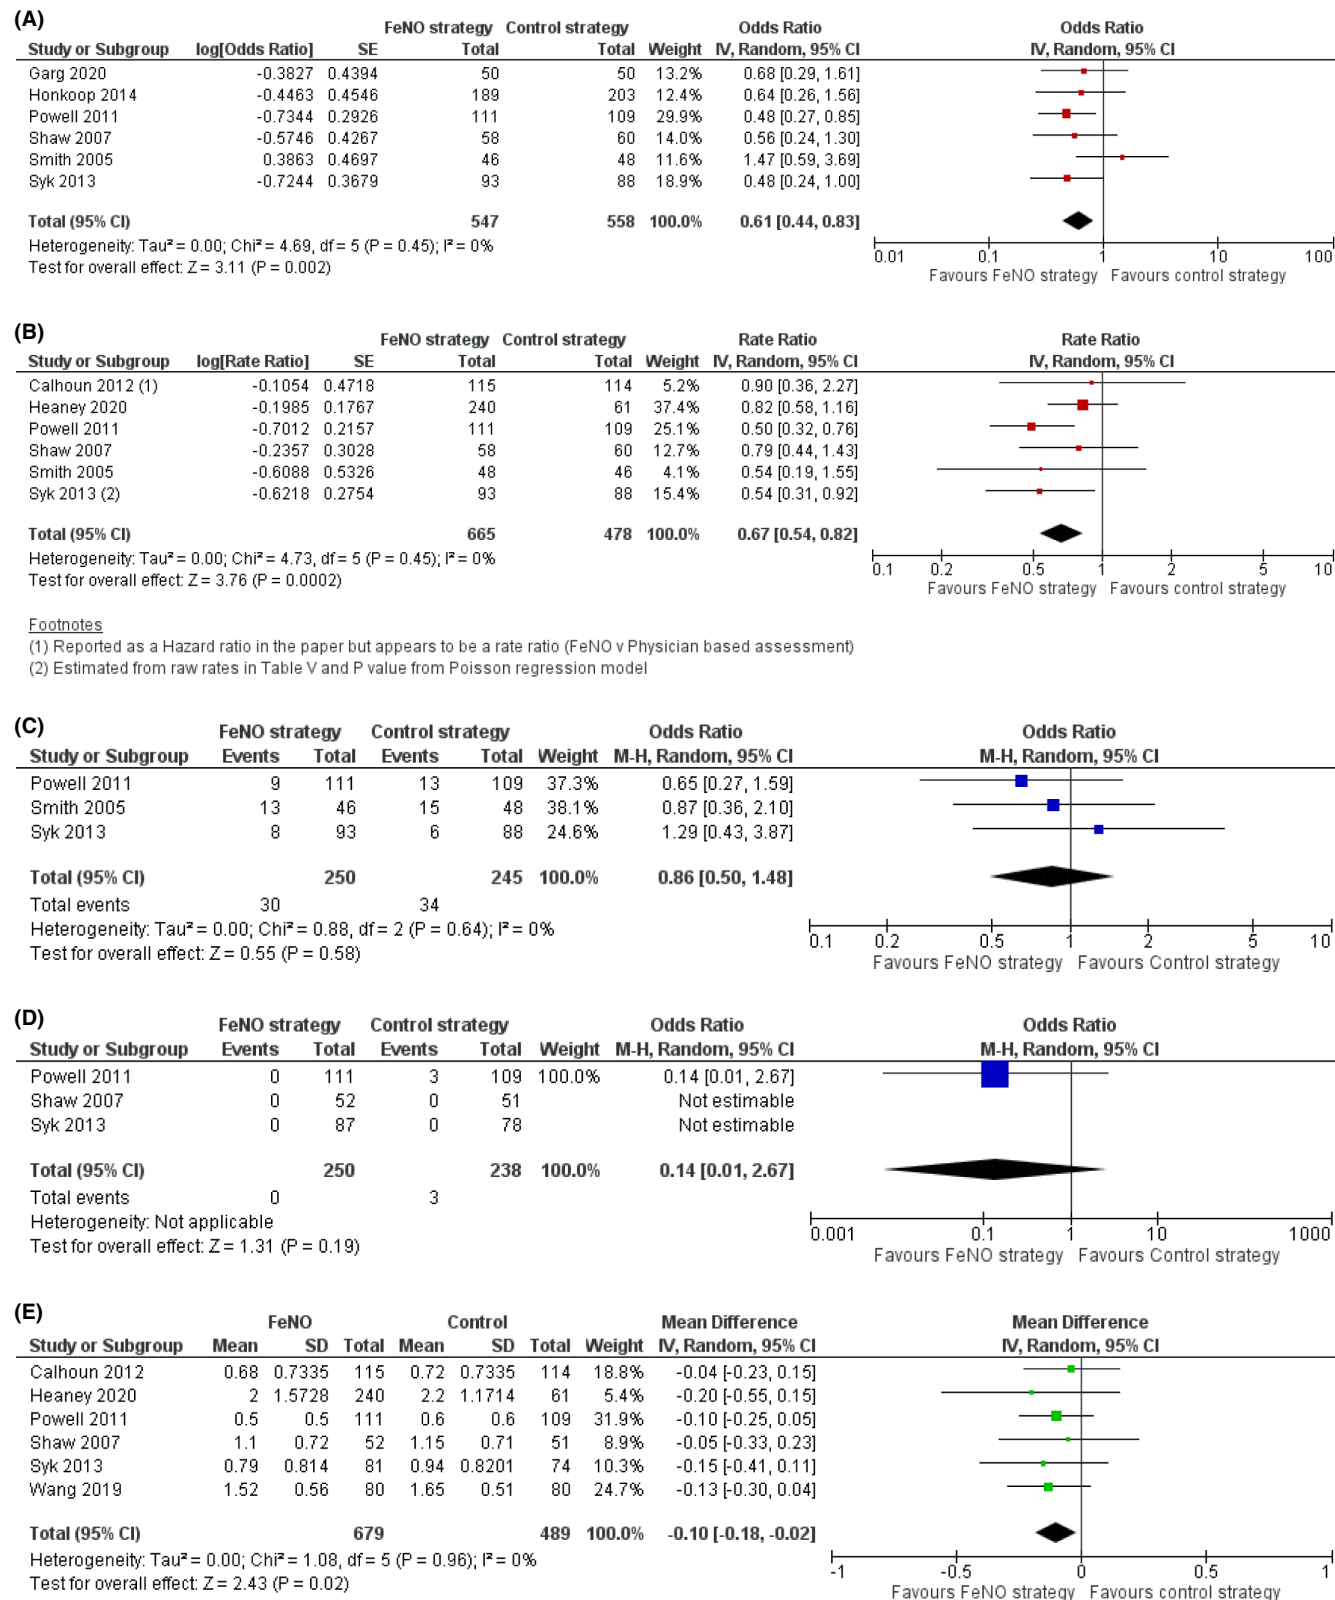 (A)
FeNO strategy Control strategy Odds Ratio Odds Ratio
Study or Subgroup log[Odds Ratio] SE Total Total Weight IV, Random, 95% CI IV, Random, 95% CI
Garg 2020 -0.3827 0.4394 50 50 13.2% 0.68 [0.29, 1.61]
Honkoop 2014 -0.4463 0.4546 189 203 12.4% 0.64 [0.26, 1.56]
Powell 2011 -0.7344 0.2926 111 109 29.9% 0.48 [0.27, 0.85]
Shaw 2007 -0.5746 0.4267 58 60 14.0% 0.56 [0.24, 1.30]
Smith 2005 0.3863 0.4697 46 48 11.6% 1.47 [0.59, 3.69]
Syk 2013 -0.7244 0.3679 93 88 18.9% 0.48 [0.24, 1.00]
Total (95% CI) 547 558 100.0% 0.61 [0.44, 0.83]
Heterogeneity: Tau² = 0.00; Chi² = 4.69, df = 5 (P = 0.45); I² = 0%
Test for overall effect: Z = 3.11 (P = 0.002)
0.01 0.1 1 10 100
Favours FeNO strategy Favours control strategy
(B)
FeNO strategy Control strategy Rate Ratio Rate Ratio
Study or Subgroup log[Rate Ratio] SE Total Total Weight IV, Random, 95% CI IV, Random, 95% CI
Calhoun 2012 (1) -0.1054 0.4718 115 114 5.2% 0.90 [0.36, 2.27]
Heaney 2020 -0.1985 0.1767 240 61 37.4% 0.82 [0.58, 1.16]
Powell 2011 -0.7012 0.2157 111 109 25.1% 0.50 [0.32, 0.76]
Shaw 2007 -0.2357 0.3028 58 60 12.7% 0.79 [0.44, 1.43]
Smith 2005 -0.6088 0.5326 48 46 4.1% 0.54 [0.19, 1.55]
Syk 2013 (2) -0.6218 0.2754 93 88 15.4% 0.54 [0.31, 0.92]
Total (95% CI) 665 478 100.0% 0.67 [0.54, 0.82]
Heterogeneity: Tau² = 0.00; Chi² = 4.73, df = 5 (P = 0.45); I² = 0%
Test for overall effect: Z = 3.76 (P = 0.0002)
0.1 0.2 0.5 1 2 5 10
Favours FeNO strategy Favours control strategy
Footnotes
(1) Reported as a Hazard ratio in the paper but appears to be a rate ratio (FeNO v Physician based assessment)
(2) Estimated from raw rates in Table V and P value from Poisson regression model
(C)
FeNO strategy Control strategy Odds Ratio Odds Ratio
Study or Subgroup Events Total Events Total Weight M-H, Random, 95% CI M-H, Random, 95% CI
Powell 2011 9 111 13 109 37.3% 0.65 [0.27, 1.59]
Smith 2005 13 46 15 48 38.1% 0.87 [0.36, 2.10]
Syk 2013 8 93 6 88 24.6% 1.29 [0.43, 3.87]
Total (95% CI) 250 245 100.0% 0.86 [0.50, 1.48]
Total events 30 34
Heterogeneity: Tau² = 0.00; Chi² = 0.88, df = 2 (P = 0.64); I² = 0%
Test for overall effect: Z = 0.55 (P = 0.58)
0.1 0.2 0.5 1 2 5 10
Favours FeNO strategy Favours Control strategy
(D)
FeNO strategy Control strategy Odds Ratio Odds Ratio
Study or Subgroup Events Total Events Total Weight M-H, Random, 95% CI M-H, Random, 95% CI
Powell 2011 0 111 3 109 100.0% 0.14 [0.01, 2.67]
Shaw 2007 0 52 0 51 Not estimable
Syk 2013 0 87 0 78 Not estimable
Total (95% CI) 250 238 100.0% 0.14 [0.01, 2.67]
Total events 0 3
Heterogeneity: Not applicable
Test for overall effect: Z = 1.31 (P = 0.19)
0.001 0.1 1 10 1000
Favours FeNO strategy Favours Control strategy
(E)
FeNO Control Mean Difference Mean Difference
Study or Subgroup Mean SD Total Mean SD Total Weight IV, Random, 95% CI IV, Random, 95% CI
Calhoun 2012 0.68 0.7335 115 0.72 0.7335 114 18.8% -0.04 [-0.23, 0.15]
Heaney 2020 2 1.5728 240 2.2 1.1714 61 5.4% -0.20 [-0.55, 0.15]
Powell 2011 0.5 0.5 111 0.6 0.6 109 31.9% -0.10 [-0.25, 0.05]
Shaw 2007 1.1 0.72 52 1.15 0.71 51 8.9% -0.05 [-0.33, 0.23]
Syk 2013 0.79 0.814 81 0.94 0.8201 74 10.3% -0.15 [-0.41, 0.11]
Wang 2019 1.52 0.56 80 1.65 0.51 80 24.7% -0.13 [-0.30, 0.04]
Total (95% CI) 679 489 100.0% -0.10 [-0.18, -0.02]
Heterogeneity: Tau² = 0.00; Chi² = 1.08, df = 5 (P = 0.96); I² = 0%
Test for overall effect: Z = 2.43 (P = 0.02)
-1 -0.5 0 0.5 1
Favours FeNO strategy Favours control strategy